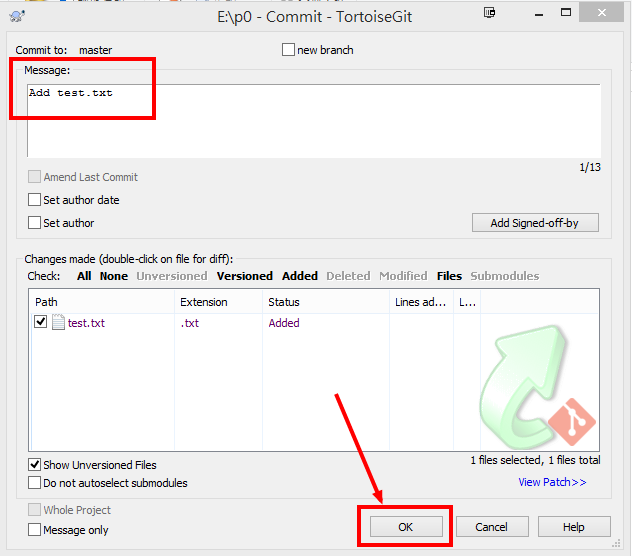 E:\p0 - Commit - TortoiseGit
Commit to: master
new branch
Message:
Add test.txt
1/13
Amend Last Commit
Set author date
Set author
Add Signed-off-by
Changes made (double-click on file for diff):
Check: All None Unversioned Versioned Added Deleted Modified Files Submodules
Path Extension Status Lines ad... L...
test.txt .txt Added
Show Unversioned Files
1 files selected, 1 files total
Do not autoselect submodules
View Patch>>
Whole Project
Message only
OK Cancel Help